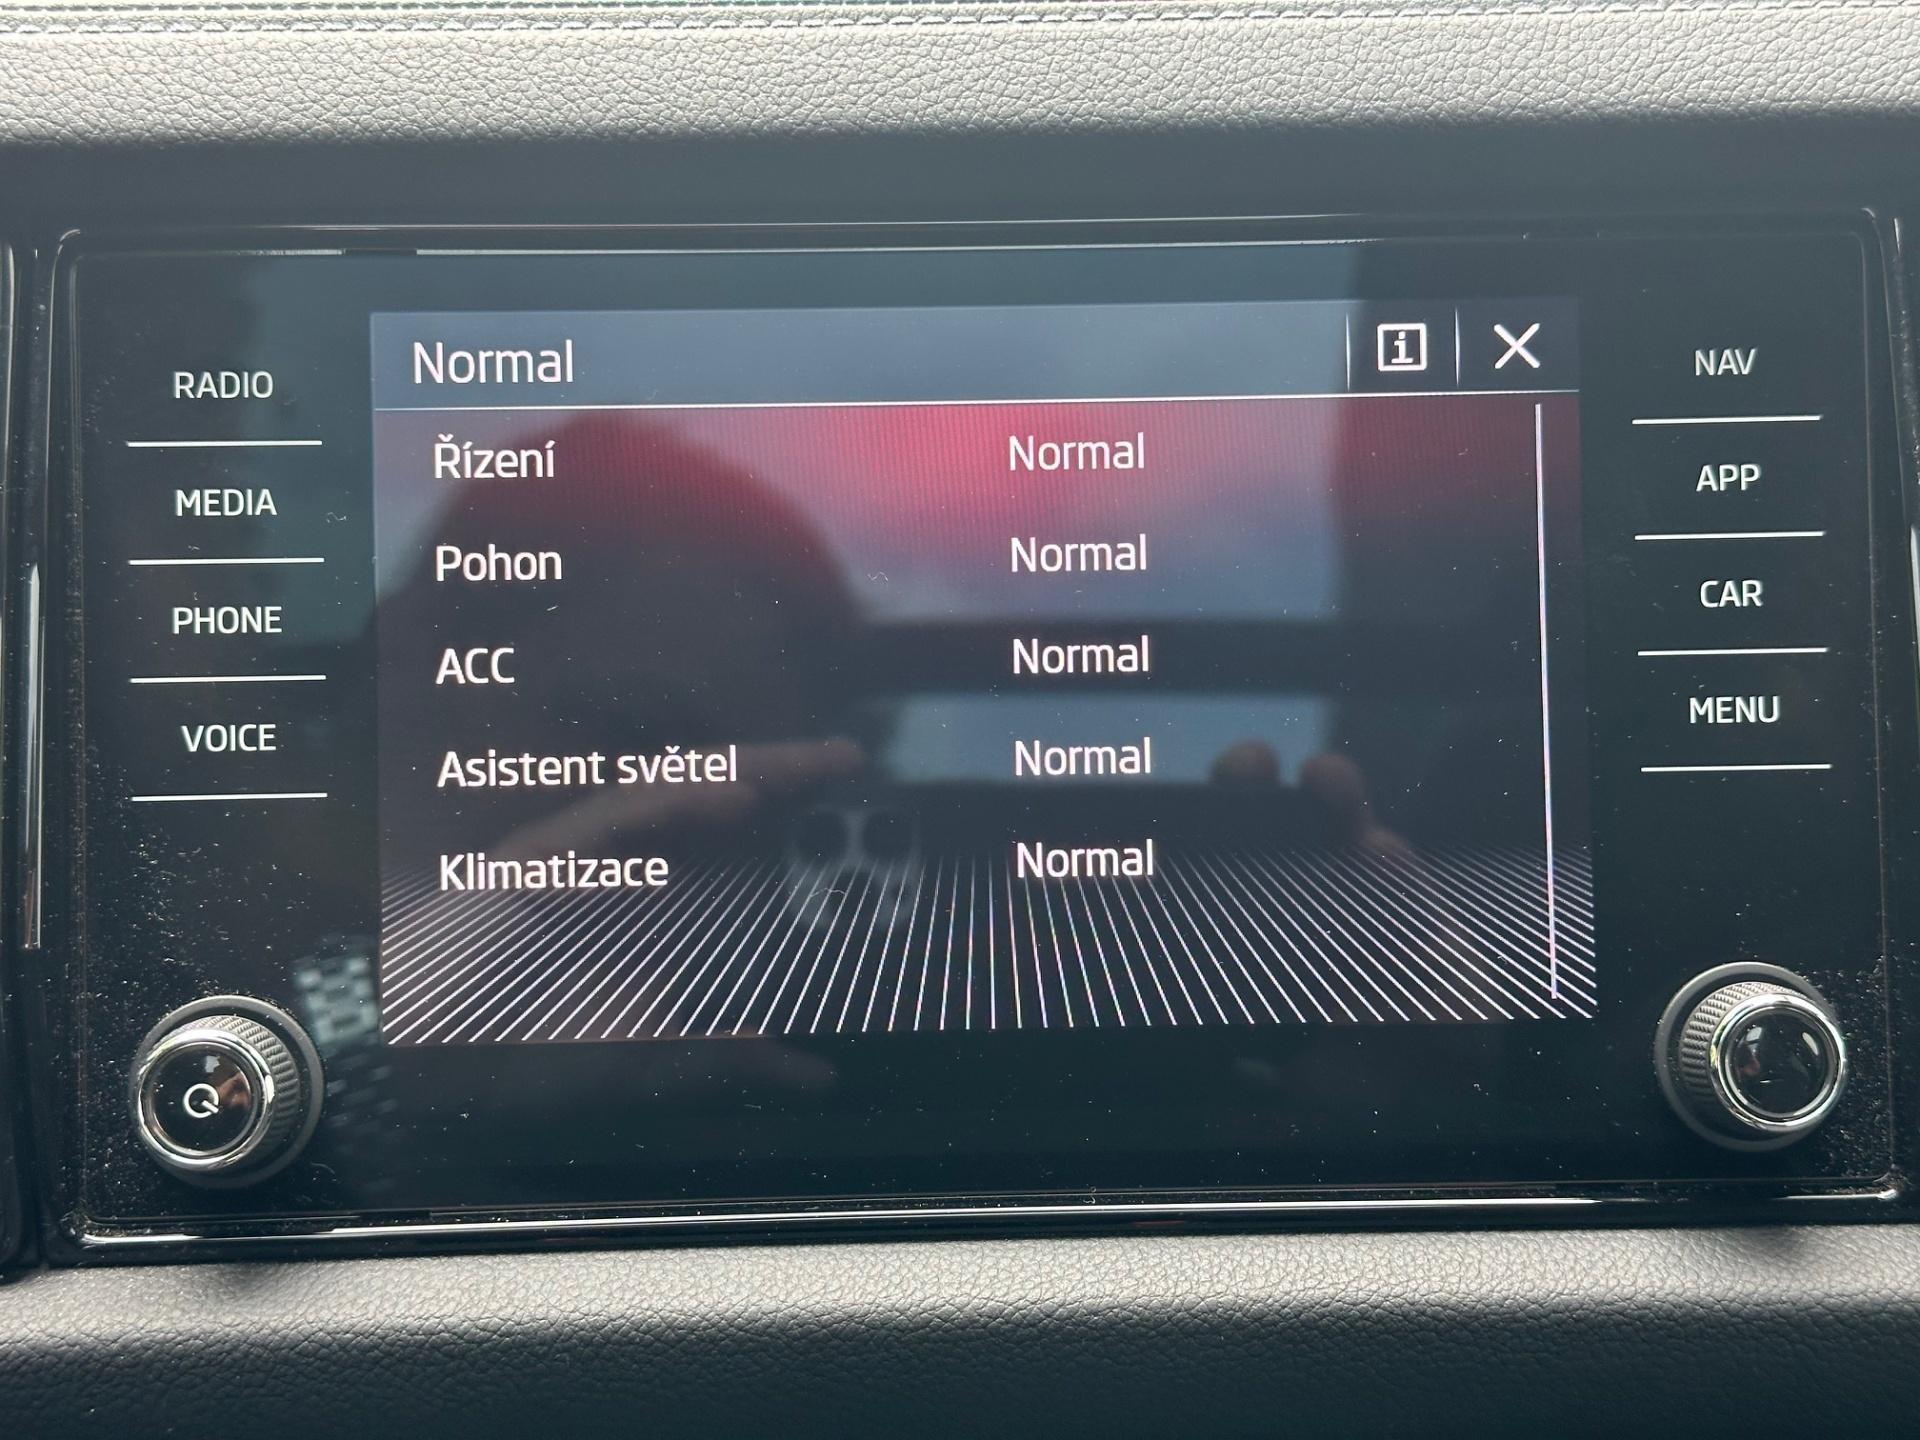 Normal
Řízení Normal
Pohon Normal
ACC Normal
Asistent světel Normal
Klimatizace Normal
RADIO
MEDIA
PHONE
VOICE
NAV
APP
CAR
MENU